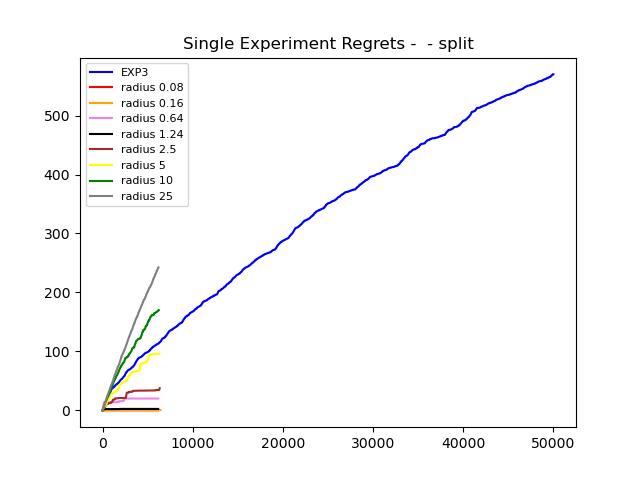 Single Experiment Regrets -  - split
EXP3
radius 0.08
radius 0.16
radius 0.64
radius 1.24
radius 2.5
radius 5
radius 10
radius 25
500
400
300
200
100
0
0 10000 20000 30000 40000 50000